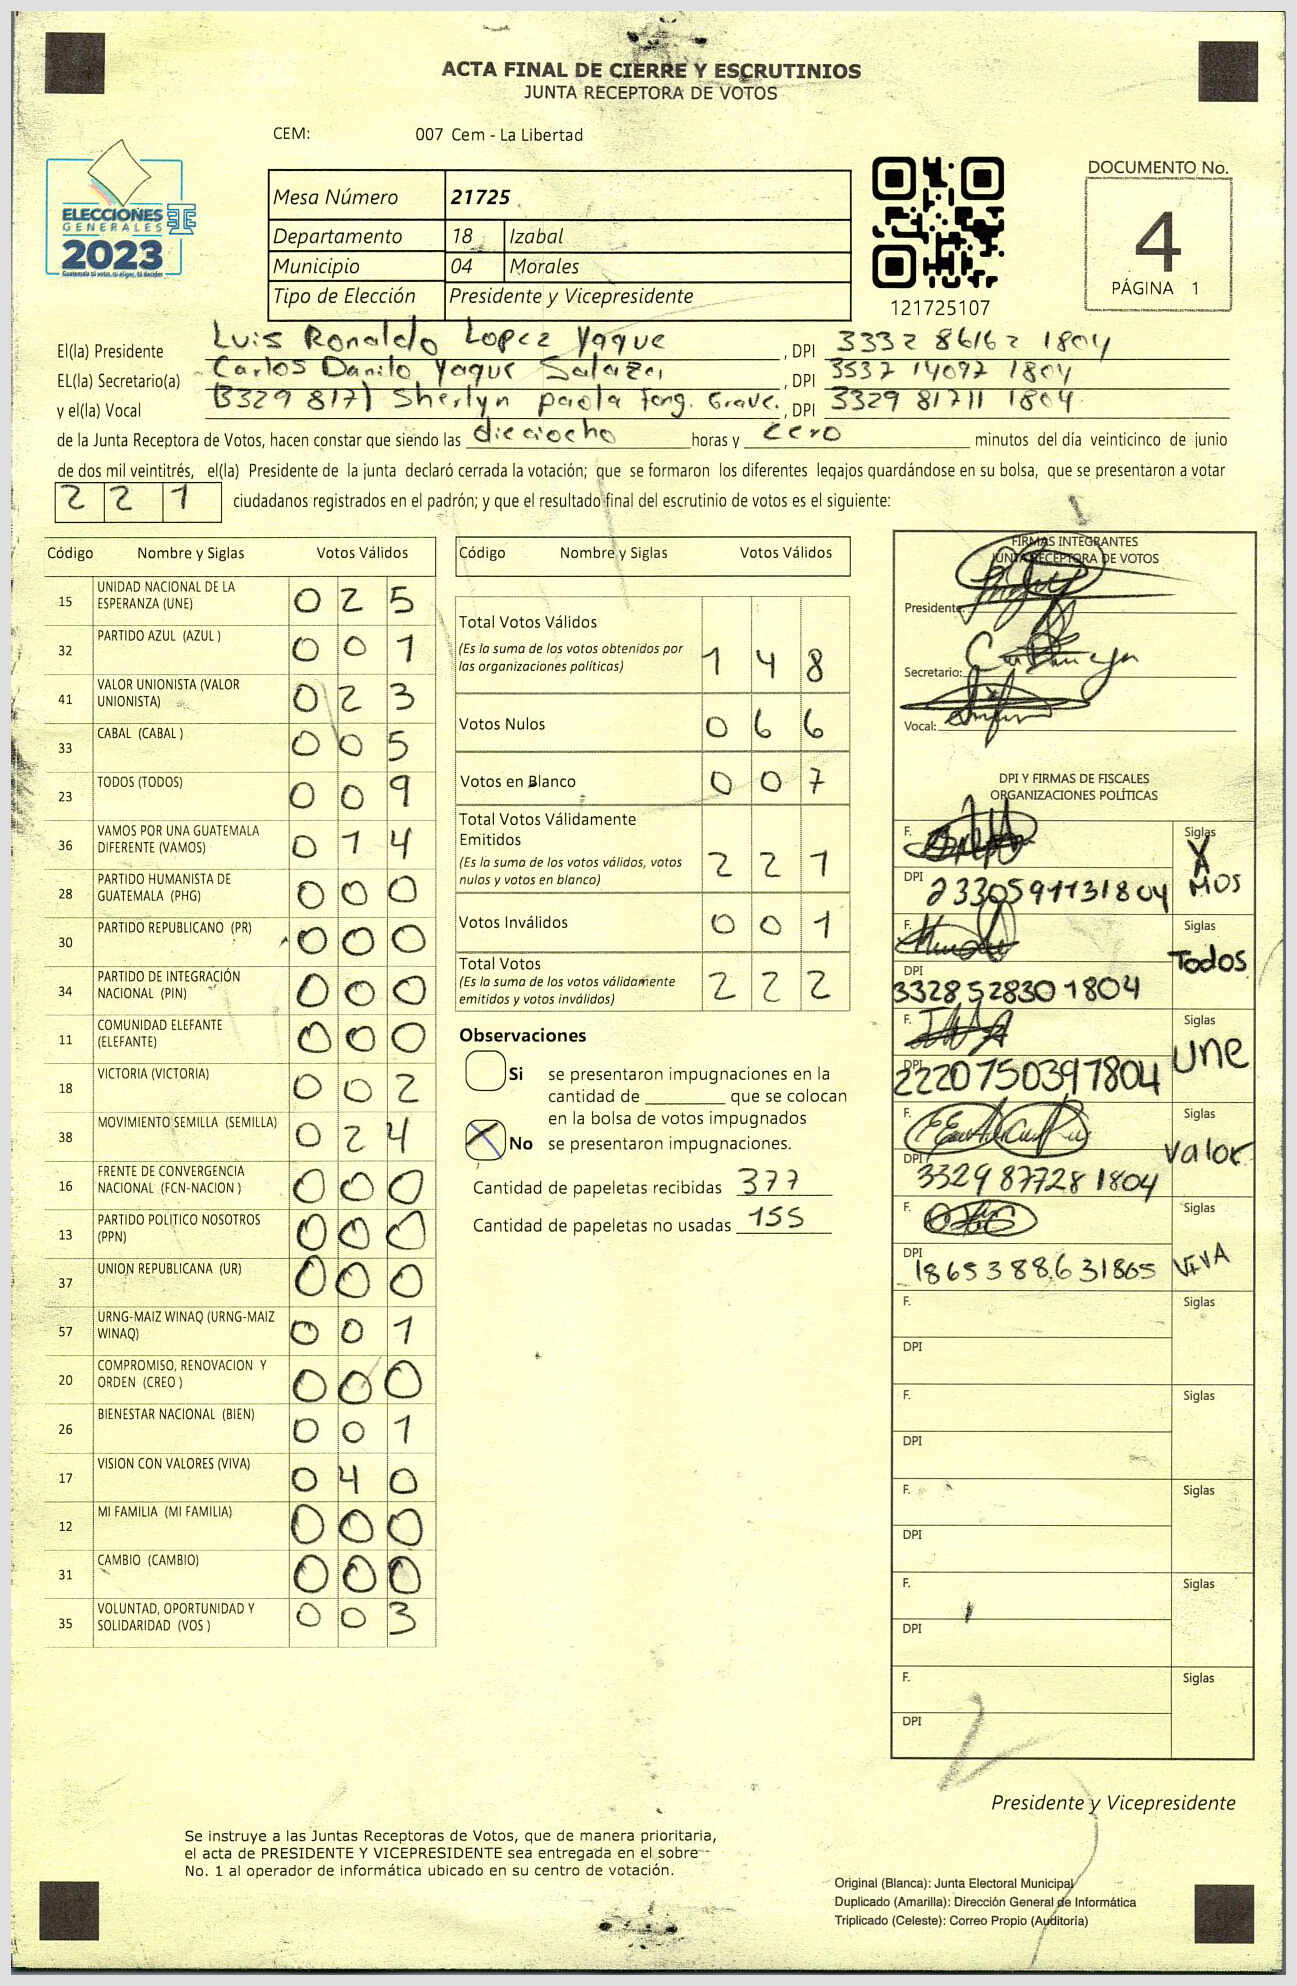 ACTA FINAL DE CIERRE Y ESCRUTINIOS
JUNTA RECEPTORA DE VOTOS
CEM: 007 Cem - La Libertad
ELECCIONES
GENERALES
2023
Mesa Número 21725
Departamento 18 Izabal
Municipio 04 Morales
Tipo de Elección Presidente y Vicepresidente
121725107
DOCUMENTO No.
4
PÁGINA 1
El(la) Presidente Luis Ronaldo Lopez Yaque , DPI 3332 86162 1804
EL(la) Secretario(a) Carlos Danilo Yaque Salazar , DPI 3532 14092 1804
y el(la) Vocal Sherlyn paola , DPI 3329 81711 1804
de la Junta Receptora de Votos, hacen constar que siendo las dieciocho horas y cero minutos del día veinticinco de junio
de dos mil veintitrés, el(la) Presidente de la junta declaró cerrada la votación; que se formaron los diferentes legajos guardándose en su bolsa, que se presentaron a votar
2 2 1 ciudadanos registrados en el padrón; y que el resultado final del escrutinio de votos es el siguiente:
Código Nombre y Siglas Votos Válidos
15 UNIDAD NACIONAL DE LA ESPERANZA (UNE) 0 2 5
32 PARTIDO AZUL (AZUL ) 0 0 1
41 VALOR UNIONISTA (VALOR UNIONISTA) 0 2 3
33 CABAL (CABAL ) 0 0 5
23 TODOS (TODOS) 0 0 9
36 VAMOS POR UNA GUATEMALA DIFERENTE (VAMOS) 0 1 4
28 PARTIDO HUMANISTA DE GUATEMALA (PHG) 0 0 0
30 PARTIDO REPUBLICANO (PR) 0 0 0
34 PARTIDO DE INTEGRACIÓN NACIONAL (PIN) 0 0 0
11 COMUNIDAD ELEFANTE (ELEFANTE) 0 0 0
18 VICTORIA (VICTORIA) 0 0 2
38 MOVIMIENTO SEMILLA (SEMILLA) 0 2 4
16 FRENTE DE CONVERGENCIA NACIONAL (FCN-NACION ) 0 0 0
13 PARTIDO POLITICO NOSOTROS (PPN) 0 0 0
37 UNION REPUBLICANA (UR) 0 0 0
57 URNG-MAIZ WINAQ (URNG-MAIZ WINAQ) 0 0 1
20 COMPROMISO, RENOVACION Y ORDEN (CREO ) 0 0 0
26 BIENESTAR NACIONAL (BIEN) 0 0 1
17 VISION CON VALORES (VIVA) 0 4 0
12 MI FAMILIA (MI FAMILIA) 0 0 0
31 CAMBIO (CAMBIO) 0 0 0
35 VOLUNTAD, OPORTUNIDAD Y SOLIDARIDAD (VOS ) 0 0 3
Código Nombre y Siglas Votos Válidos
Total Votos Válidos
(Es la suma de los votos obtenidos por
las organizaciones políticas) 1 4 8
Votos Nulos 0 6 6
Votos en Blanco 0 0 7
Total Votos Válidamente
Emitidos
(Es la suma de los votos válidos, votos
nulos y votos en blanco) 2 2 1
Votos Inválidos 0 0 1
Total Votos
(Es la suma de los votos válidamente
emitidos y votos inválidos) 2 2 2
Observaciones
Si se presentaron impugnaciones en la
cantidad de ________ que se colocan
en la bolsa de votos impugnados
X No se presentaron impugnaciones.
Cantidad de papeletas recibidas 377
Cantidad de papeletas no usadas 155
FIRMAS INTEGRANTES
JUNTA RECEPTORA DE VOTOS
Presidente:
Secretario:
Vocal:
DPI Y FIRMAS DE FISCALES
ORGANIZACIONES POLÍTICAS
F. Siglas
MOS
DPI 2330591131804
F. Siglas
Todos
DPI 3328528301804
F. Siglas
UNE
DPI 2220750391804
F. Siglas
Valor
DPI 3329877281804
F. Siglas
VIVA
DPI 1865388631805
F. Siglas
DPI
F. Siglas
DPI
F. Siglas
DPI
F. Siglas
DPI
F. Siglas
DPI
Presidente y Vicepresidente
Se instruye a las Juntas Receptoras de Votos, que de manera prioritaria,
el acta de PRESIDENTE Y VICEPRESIDENTE sea entregada en el sobre
No. 1 al operador de informática ubicado en su centro de votación.
Original (Blanca): Junta Electoral Municipal
Duplicado (Amarilla): Dirección General de Informática
Triplicado (Celeste): Correo Propio (Auditoría)